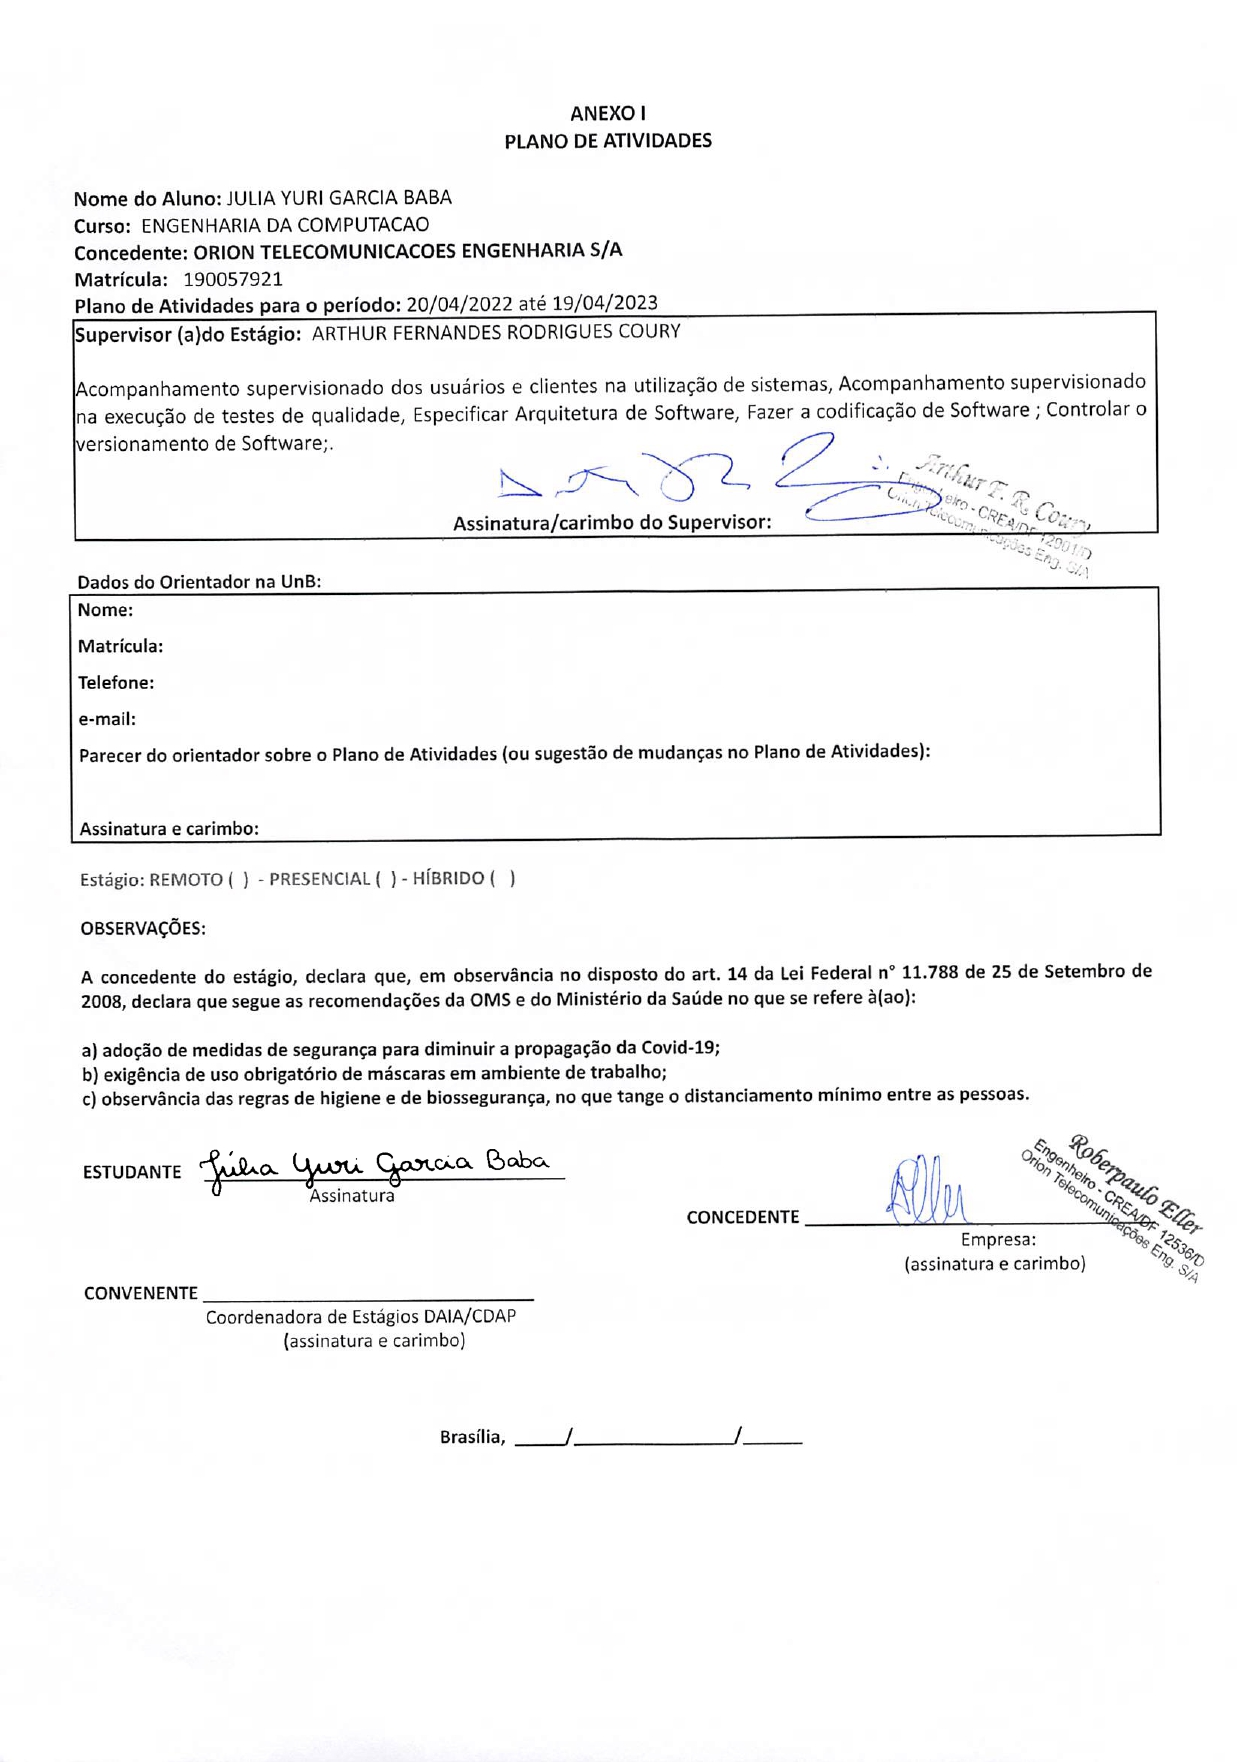 ANEXO I
PLANO DE ATIVIDADES
Nome do Aluno: JULIA YURI GARCIA BABA
Curso: ENGENHARIA DA COMPUTACAO
Concedente: ORION TELECOMUNICACOES ENGENHARIA S/A
Matrícula: 190057921
Plano de Atividades para o período: 20/04/2022 até 19/04/2023
Supervisor (a)do Estágio: ARTHUR FERNANDES RODRIGUES COURY
Acompanhamento supervisionado dos usuários e clientes na utilização de sistemas, Acompanhamento supervisionado
na execução de testes de qualidade, Especificar Arquitetura de Software, Fazer a codificação de Software ; Controlar o
versionamento de Software;.
Arthur F. R. Coury
Engenheiro - CREA/DF 12901/D
Orion Telecomunicações Eng. S/A
Assinatura/carimbo do Supervisor:
Dados do Orientador na UnB:
Nome:
Matrícula:
Telefone:
e-mail:
Parecer do orientador sobre o Plano de Atividades (ou sugestão de mudanças no Plano de Atividades):
Assinatura e carimbo:
Estágio: REMOTO ( ) - PRESENCIAL ( ) - HÍBRIDO ( )
OBSERVAÇÕES:
A concedente do estágio, declara que, em observância no disposto do art. 14 da Lei Federal n° 11.788 de 25 de Setembro de
2008, declara que segue as recomendações da OMS e do Ministério da Saúde no que se refere à(ao):
a) adoção de medidas de segurança para diminuir a propagação da Covid-19;
b) exigência de uso obrigatório de máscaras em ambiente de trabalho;
c) observância das regras de higiene e de biossegurança, no que tange o distanciamento mínimo entre as pessoas.
ESTUDANTE Júlia Yuri Garcia Baba
Assinatura
Roberpaulo Eller
Engenheiro - CREA/DF 12536/D
Orion Telecomunicações Eng. S/A
CONCEDENTE
Empresa:
(assinatura e carimbo)
CONVENENTE
Coordenadora de Estágios DAIA/CDAP
(assinatura e carimbo)
Brasília, ____/______________/_____